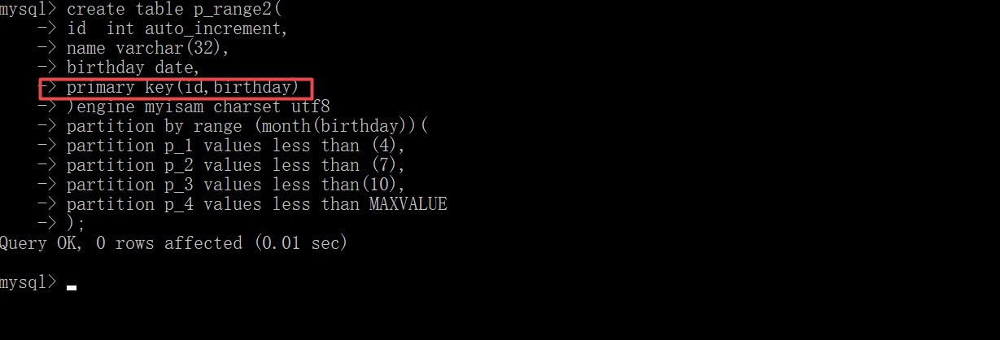 mysql> create table p_range2(
    -> id  int auto_increment,
    -> name varchar(32),
    -> birthday date,
    -> primary key(id,birthday)
    -> )engine myisam charset utf8
    -> partition by range (month(birthday))(
    -> partition p_1 values less than (4),
    -> partition p_2 values less than (7),
    -> partition p_3 values less than(10),
    -> partition p_4 values less than MAXVALUE
    -> );
Query OK, 0 rows affected (0.01 sec)
mysql>